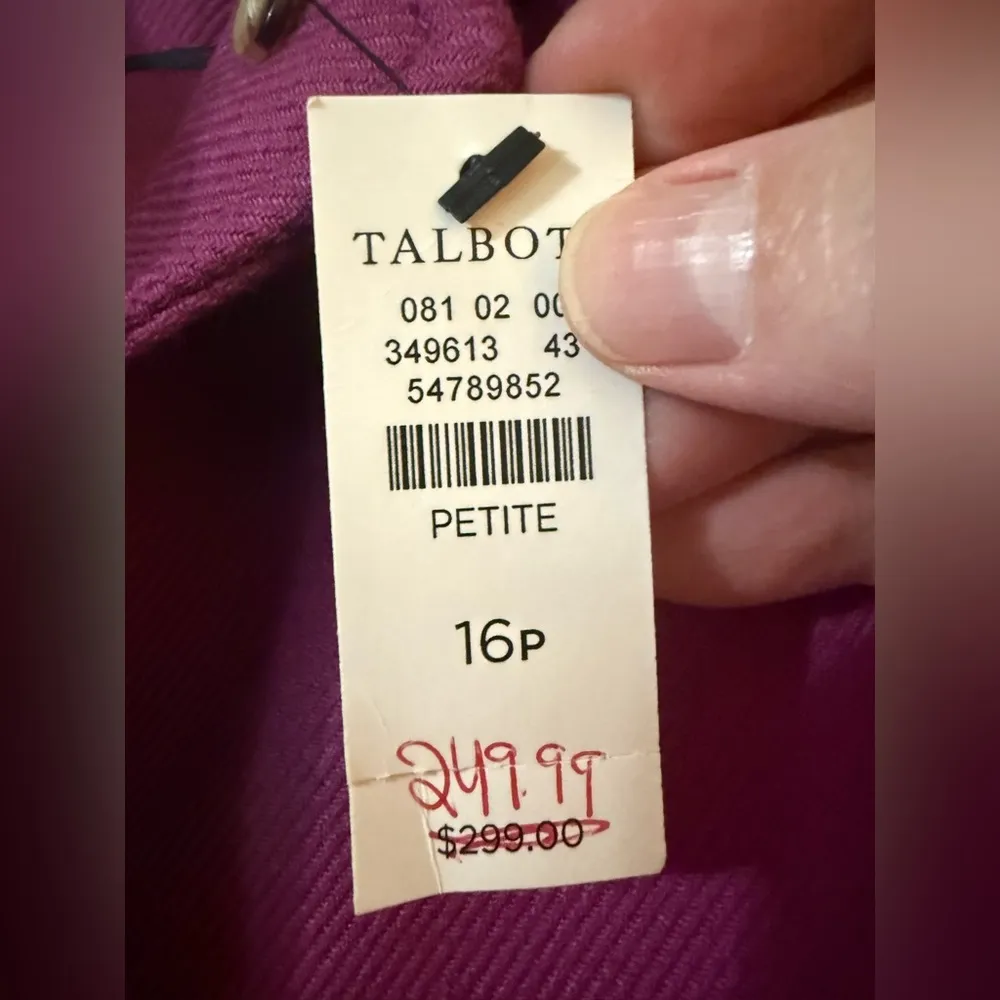 TALBOT
081 02 00
349613 43
54789852
PETITE
16P
249.99
$299.00